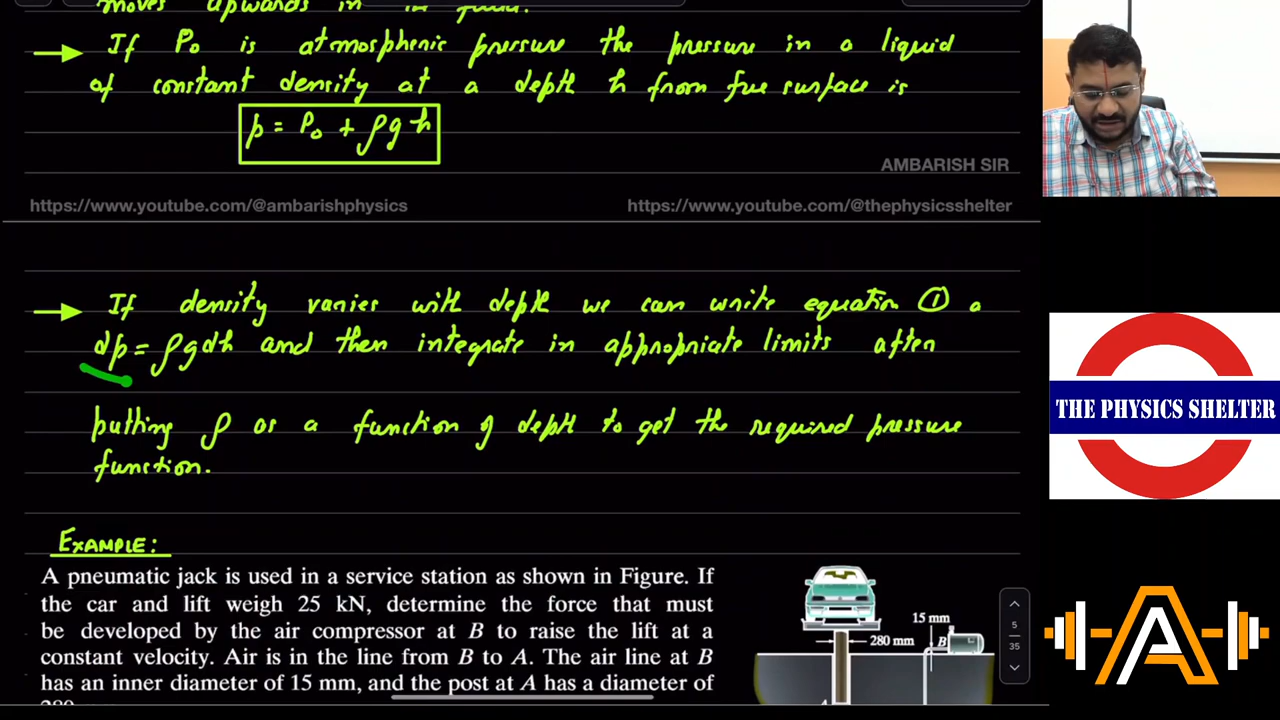 moves upwards in
→ If P₀ is atmospheric pressure the pressure in a liquid
of constant density at a depth h from free surface is
p = P₀ + ρgh
AMBARISH SIR
https://www.youtube.com/@ambarishphysics
https://www.youtube.com/@thephysicsshelter
→ If density varies with depth we can write equation ① a
dp = ρgdh and then integrate in appropriate limits after
putting ρ as a function of depth to get the required pressure
function.
EXAMPLE:
A pneumatic jack is used in a service station as shown in Figure. If
the car and lift weigh 25 kN, determine the force that must
be developed by the air compressor at B to raise the lift at a
constant velocity. Air is in the line from B to A. The air line at B
has an inner diameter of 15 mm, and the post at A has a diameter of
15 mm
280 mm
B
5
35
THE PHYSICS SHELTER
A